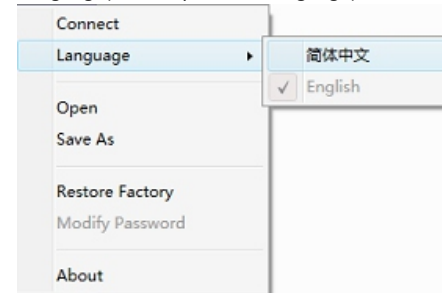 Connect
Language
简体中文
English
Open
Save As
Restore Factory
Modify Password
About